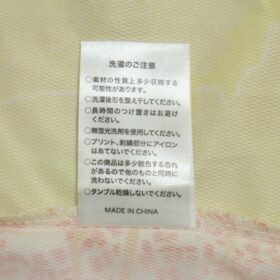 洗濯のご注意
●素材の性質上多少収縮する
可能性があります。
○洗濯後形を整え干してください。
○長時間のつけ置きはお避け
ください。
○無蛍光洗剤を使用してください。
○プリント、刺繍部分にアイロン
はあてないでください。
●この商品は多少脱色する恐れ
があるので他のものと同時に
洗わないでください。
●タンブル乾燥しないでください。
MADE IN CHINA